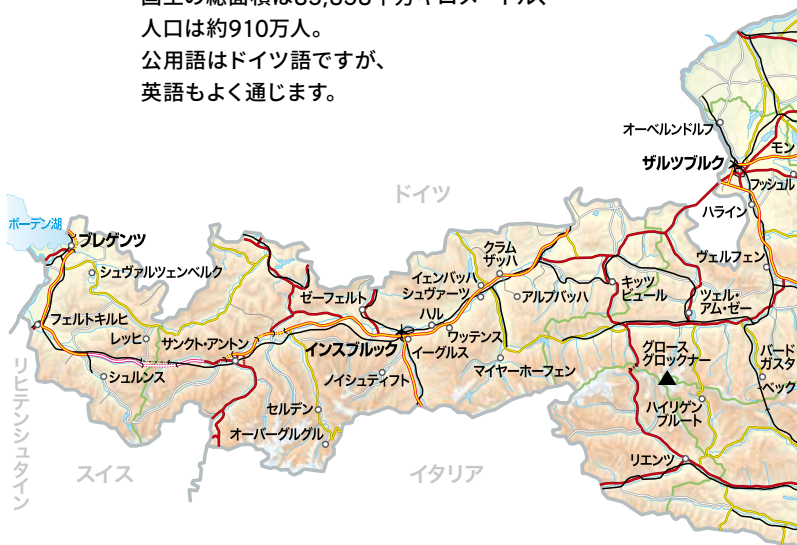 人口は約910万人。
公用語はドイツ語ですが、
英語もよく通じます。
オーベルンドルフ
モン
ザルツブルク
フッシュル
ドイツ
ハライン
ボーデン湖
ブレゲンツ
クラム
ザッハ
ヴェルフェン
シュヴァルツェンベルク
イェンバッハ
シュヴァーツ
キッツ
ビュール
ゼーフェルト
アルプバッハ
ツェル・
アム・ゼー
フェルトキルヒ
ハル
レッヒ
サンクト・アントン
ワッテンス
インスブルック
イーグルス
グロース
グロックナー
バード
ガスタ
シュルンス
ノイシュティフト
マイヤーホーフェン
ベック
リヒテンシュタイン
セルデン
ハイリゲン
ブルート
オーバーグルグル
リエンツ
スイス
イタリア